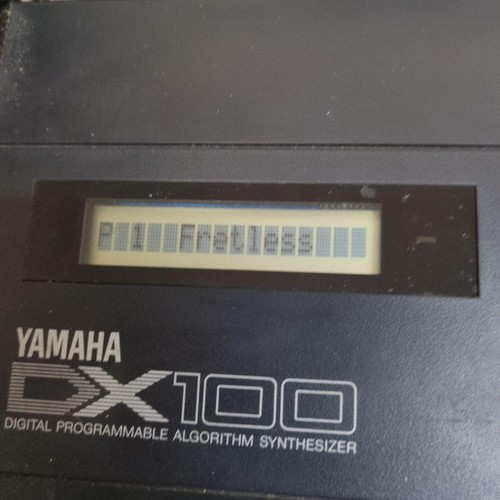 P 1 Fretless
YAMAHA
DX100
DIGITAL PROGRAMMABLE ALGORITHM SYNTHESIZER